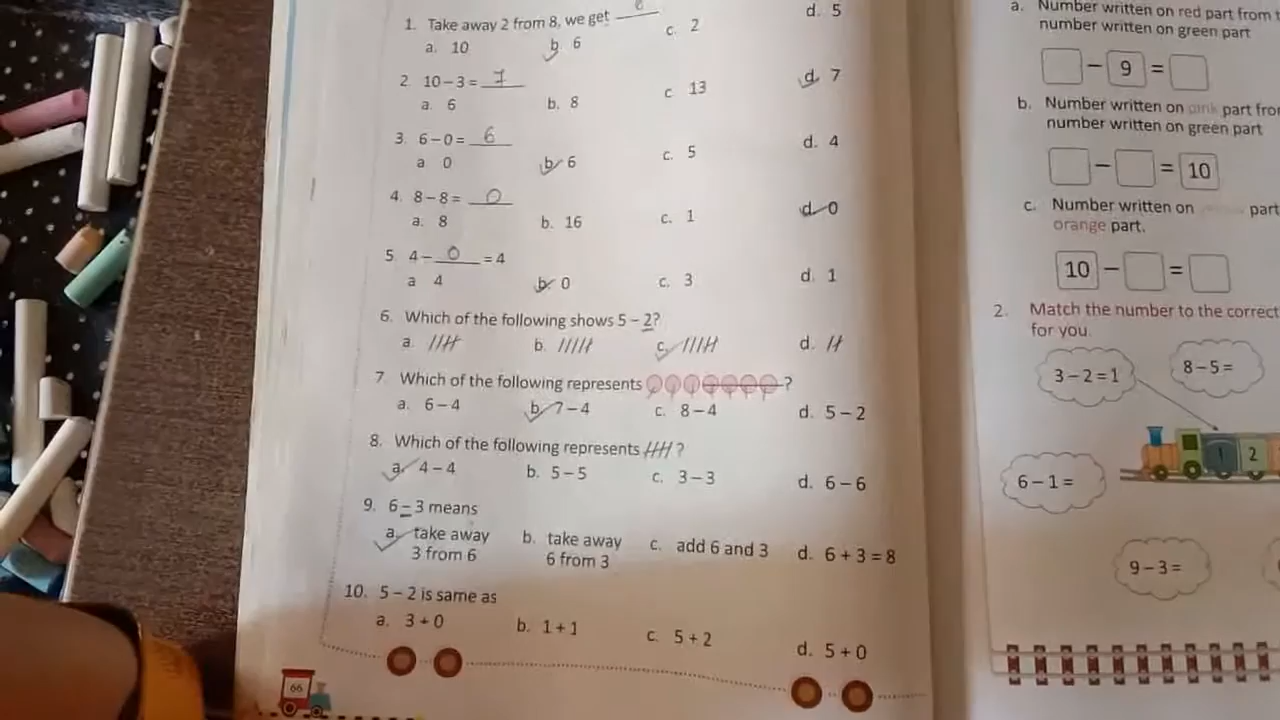 1. Take away 2 from 8, we get 6
a. 10 b. 6 c. 2 d. 5
2. 10 – 3 = 7
a. 6 b. 8 c 13 d. 7
3. 6 – 0 = 6
a 0 b. 6 c. 5 d. 4
4. 8 – 8 = 0
a. 8 b. 16 c. 1 d. 0
5. 4 – 0 = 4
a 4 b. 0 c. 3 d. 1
6. Which of the following shows 5 – 2?
a. b. c. d.
7. Which of the following represents ?
a. 6 – 4 b. 7 – 4 c. 8 – 4 d. 5 – 2
8. Which of the following represents ?
a. 4 – 4 b. 5 – 5 c. 3 – 3 d. 6 – 6
9. 6 – 3 means
a. take away b. take away c. add 6 and 3 d. 6 + 3 = 8
3 from 6 6 from 3
10. 5 – 2 is same as
a. 3 + 0 b. 1 + 1 c. 5 + 2 d. 5 + 0
66
a. Number written on red part from
number written on green part
– 9 =
b. Number written on pink part
number written on green part
– = 10
c. Number written on part
orange part.
10 – =
2. Match the number to the correct
for you.
3 – 2 = 1
8 – 5 =
1 2
6 – 1 =
9 – 3 =